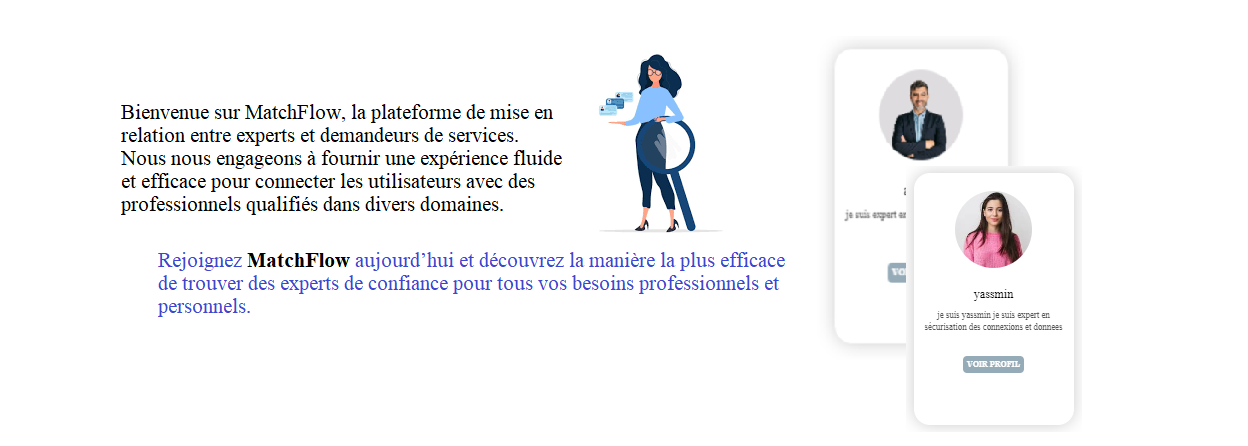 Bienvenue sur MatchFlow, la plateforme de mise en
relation entre experts et demandeurs de services.
Nous nous engageons à fournir une expérience fluide
et efficace pour connecter les utilisateurs avec des
professionnels qualifiés dans divers domaines.
Rejoignez MatchFlow aujourd’hui et découvrez la manière la plus efficace
de trouver des experts de confiance pour tous vos besoins professionnels et
personnels.
je suis expert
yassmin
je suis yassmin je suis expert en
sécurisation des connexions et donnees
VOIR PROFIL